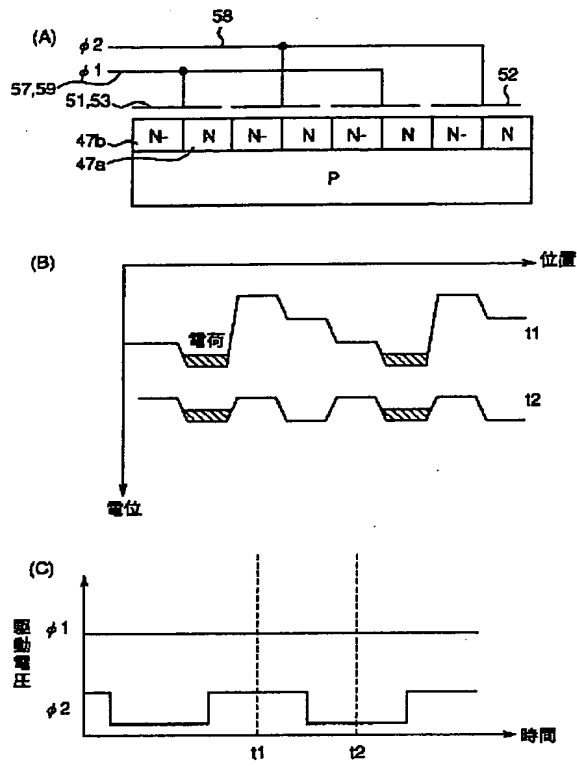 (A)
58
φ2
φ1
57,59
51,53
52
47b
N-
N
N-
N
N-
N
N-
N
47a
P
(B)
位置
電荷
t1
t2
電位
(C)
駆動電圧
φ1
φ2
t1
t2
時間